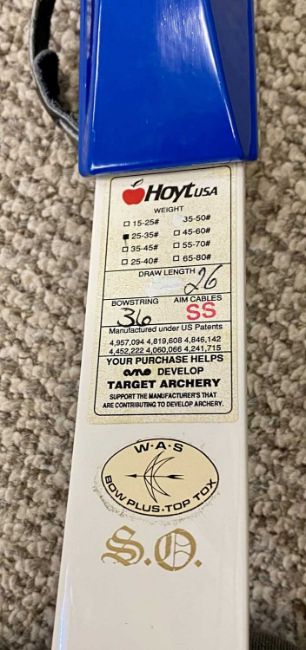 Hoyt USA
WEIGHT
15-25# 35-50#
25-35# 45-60#
35-45# 55-70#
25-40# 65-80#
DRAW LENGTH 26
BOWSTRING AIM CABLES
36 SS
Manufactured under US Patents
4,957,094 4,819,608 4,846,142
4,452,222 4,060,066 4,241,715
YOUR PURCHASE HELPS
amo DEVELOP
TARGET ARCHERY
SUPPORT THE MANUFACTURER'S THAT
ARE CONTRIBUTING TO DEVELOP ARCHERY.
W·A·S
BOW PLUS·TOP TOX
S.O.